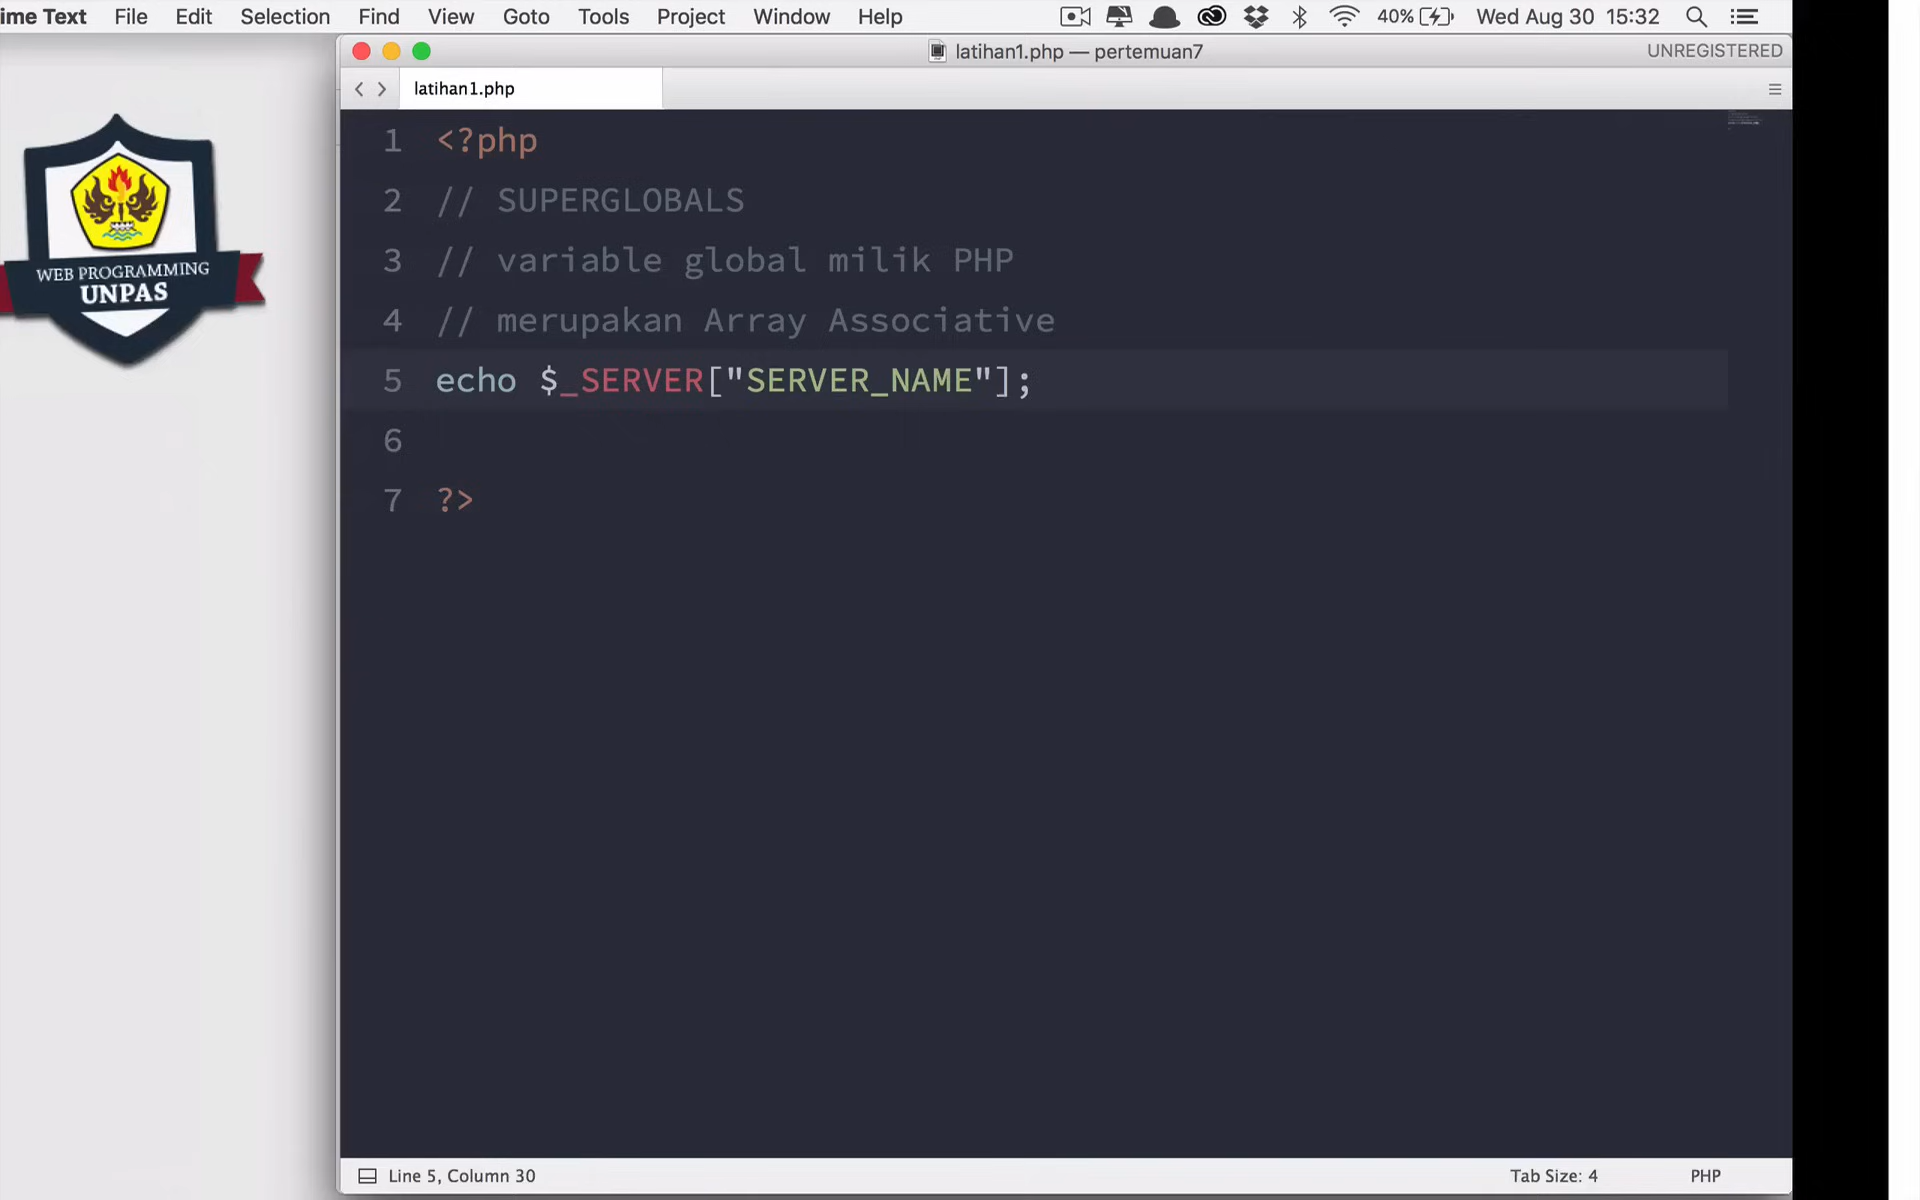 ime Text File Edit Selection Find View Goto Tools Project Window Help 40% Wed Aug 30 15:32
latihan1.php — pertemuan7 UNREGISTERED
latihan1.php
WEB PROGRAMMING
UNPAS
1 <?php
2 // SUPERGLOBALS
3 // variable global milik PHP
4 // merupakan Array Associative
5 echo $_SERVER["SERVER_NAME"];
6
7 ?>
Line 5, Column 30 Tab Size: 4 PHP